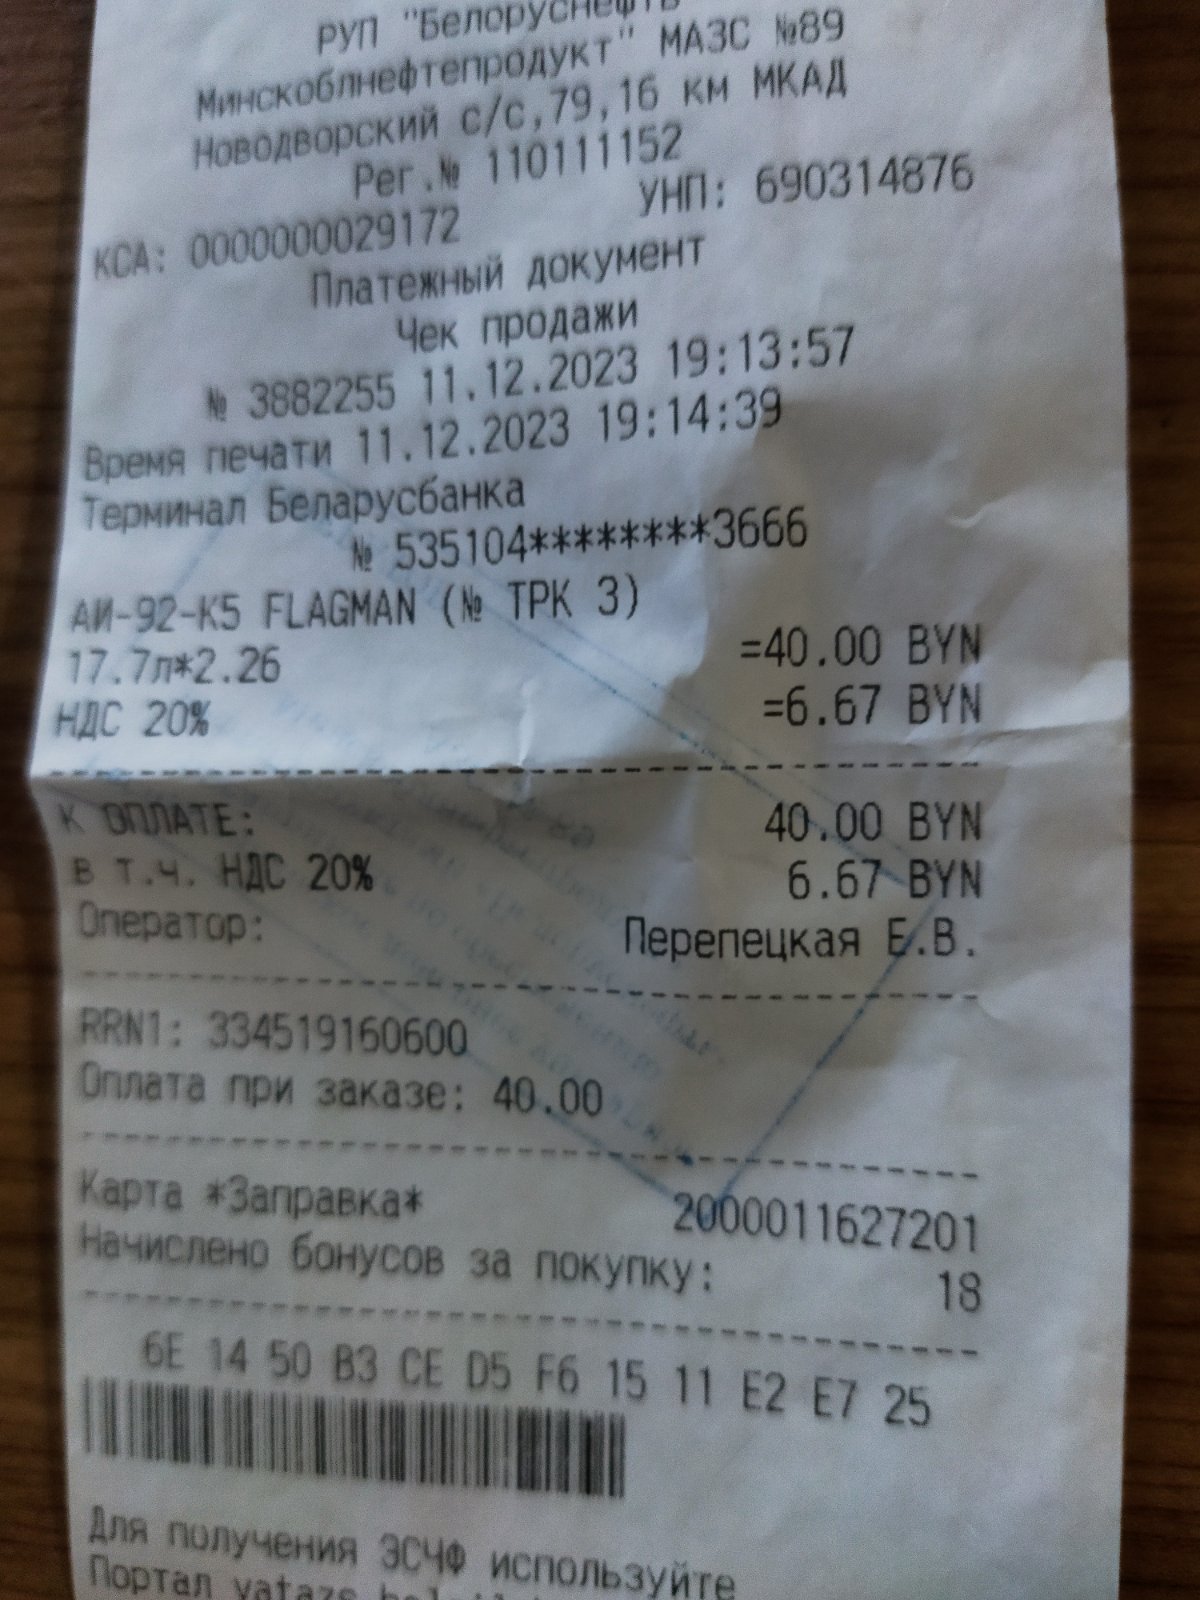 РУП "Белоруснефть
Минскоблнефтепродукт" МАЗС №89
Новодворский с/с,79,16 км МКАД
Рег.№ 110111152
КСА: 0000000029172 УНП: 690314876
Платежный документ
Чек продажи
№ 3882255 11.12.2023 19:13:57
Время печати 11.12.2023 19:14:39
Терминал Беларусбанка
№ 535104********3666
АИ-92-К5 FLAGMAN (№ ТРК 3)
17.7л*2.26 =40.00 BYN
НДС 20% =6.67 BYN
К ОПЛАТЕ: 40.00 BYN
в т.ч. НДС 20% 6.67 BYN
Оператор: Перепецкая Е.В.
RRN1: 334519160600
Оплата при заказе: 40.00
Карта *Заправка* 2000011627201
Начислено бонусов за покупку: 18
6E 14 50 B3 CE D5 F6 15 11 E2 E7 25
Для получения ЭСЧФ используйте
Портал